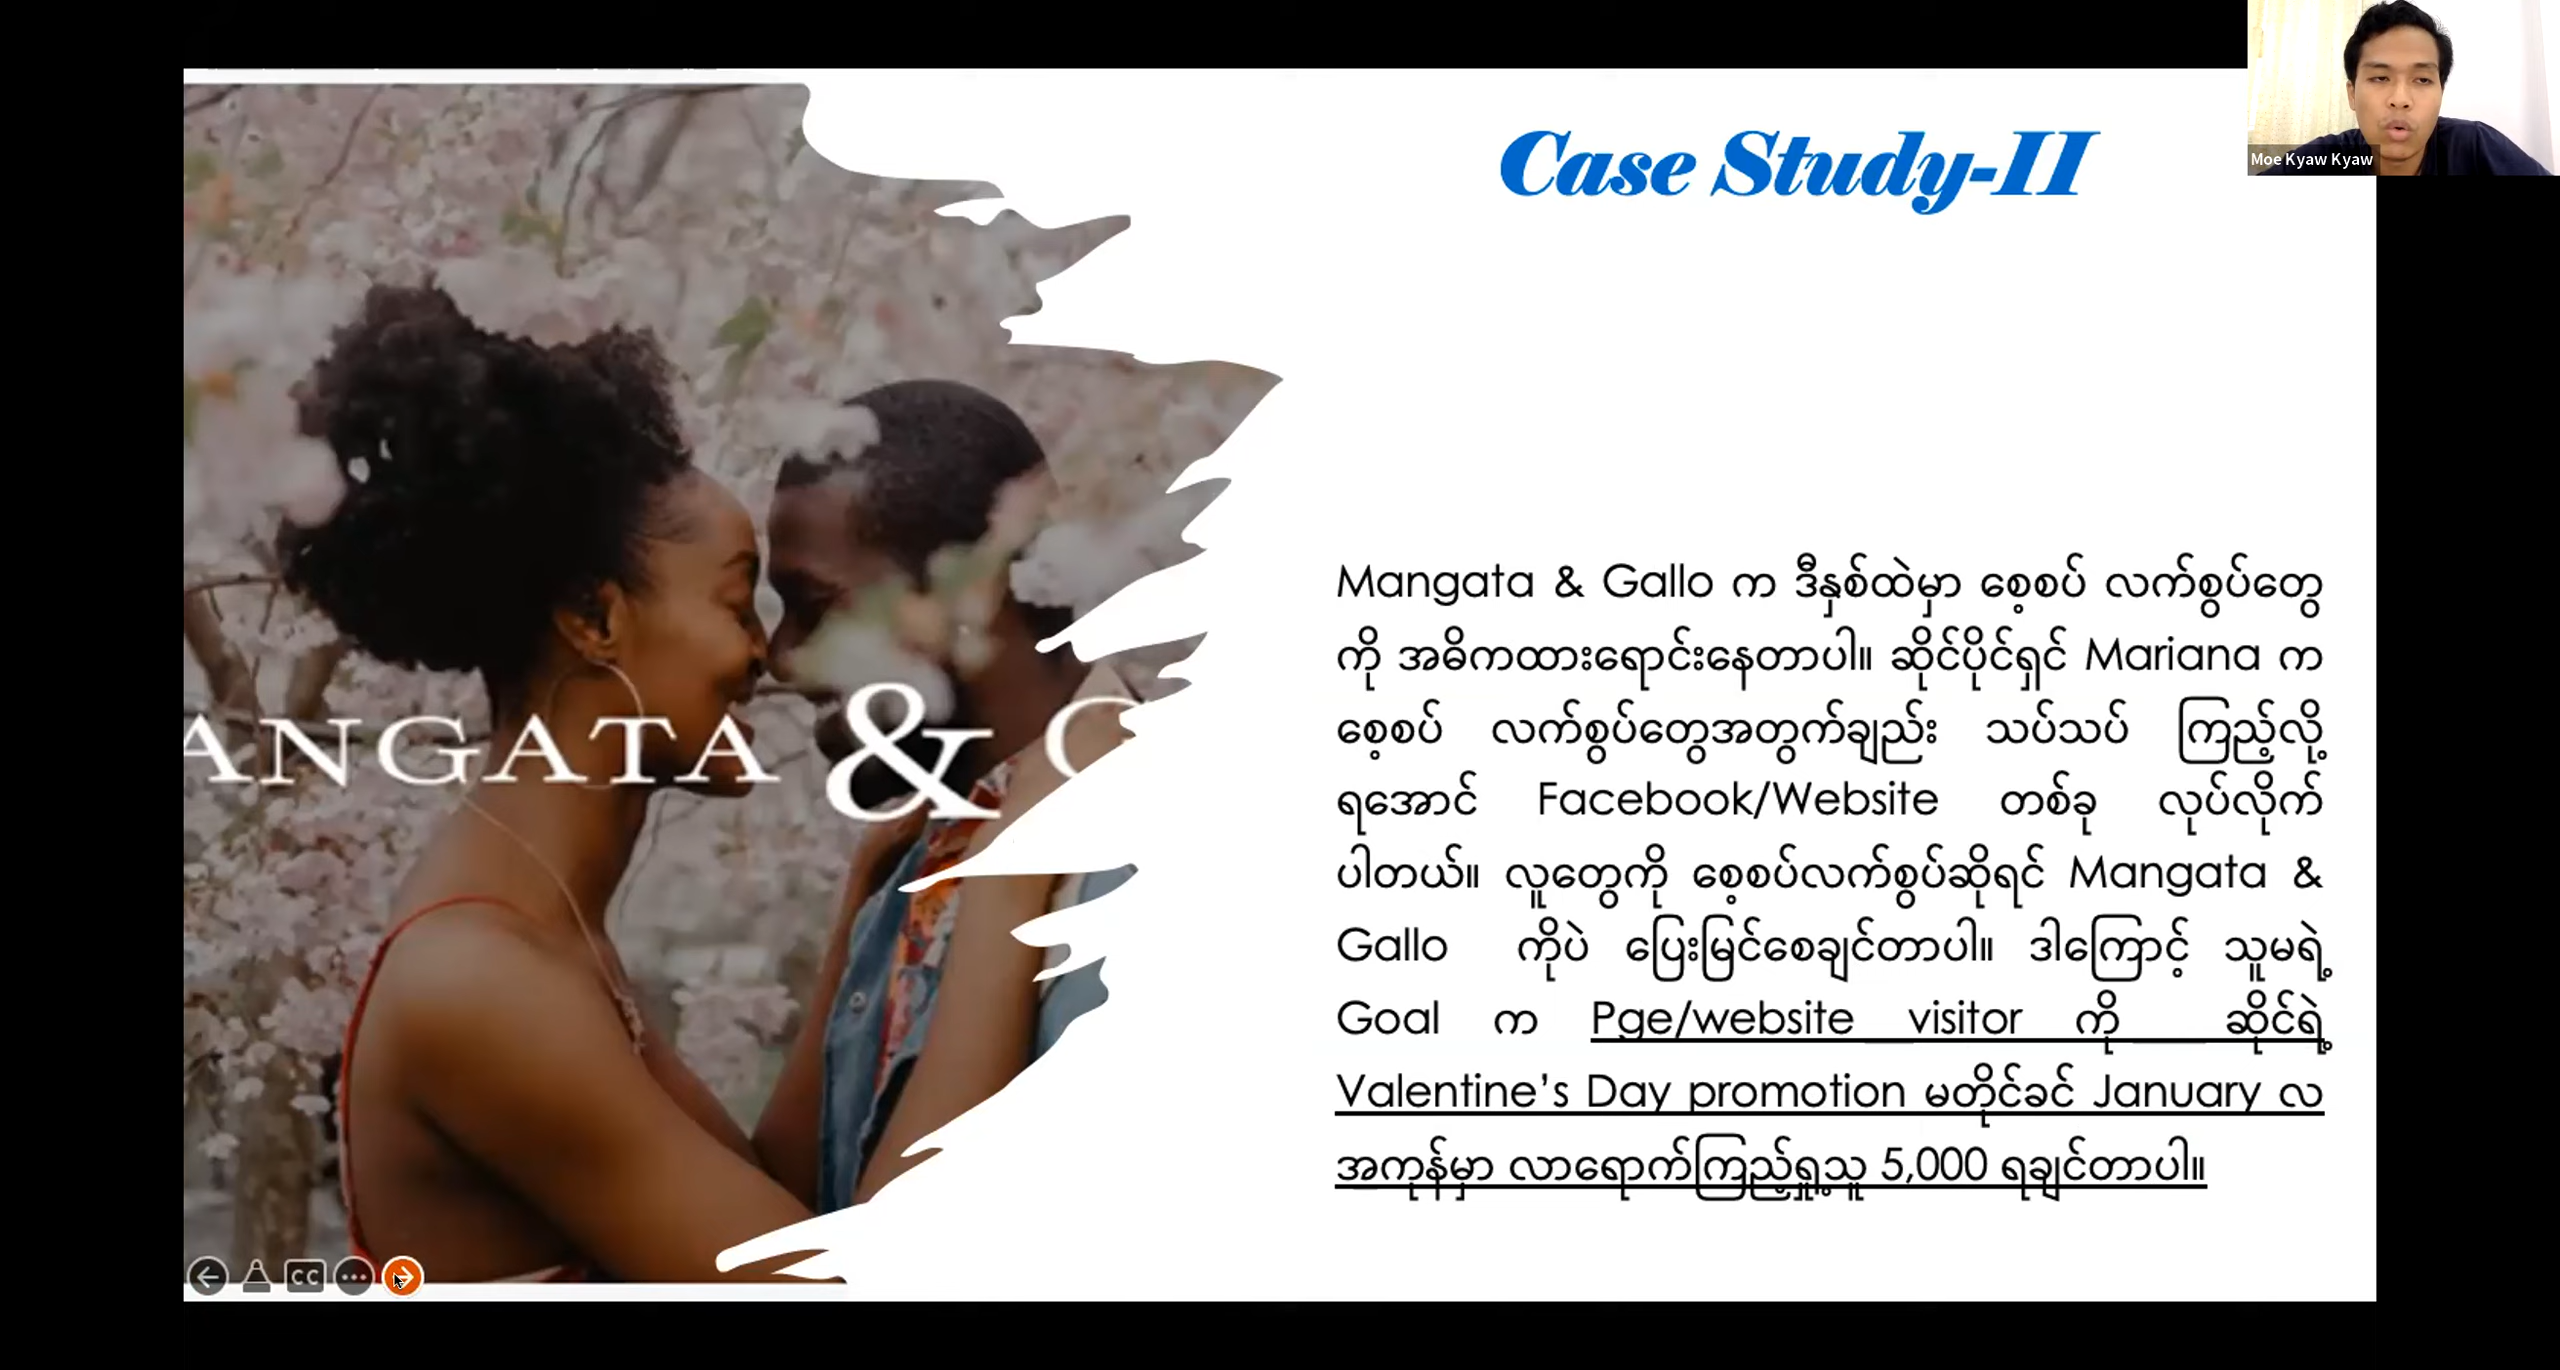 Case Study-II
Moe Kyaw Kyaw
ANGATA & G
Mangata & Gallo က ဒီနှစ်ထဲမှာ စေ့စပ် လက်စွပ်တွေ
ကို အဓိကထားရောင်းနေတာပါ။ ဆိုင်ပိုင်ရှင် Mariana က
စေ့စပ် လက်စွပ်တွေအတွက်ချည်း သပ်သပ် ကြည့်လို့
ရအောင် Facebook/Website တစ်ခု လုပ်လိုက်
ပါတယ်။ လူတွေကို စေ့စပ်လက်စွပ်ဆိုရင် Mangata &
Gallo ကိုပဲ ပြေးမြင်စေချင်တာပါ။ ဒါကြောင့် သူမရဲ့
Goal က Pge/website visitor ကို ဆိုင်ရဲ့
Valentine’s Day promotion မတိုင်ခင် January လ
အကုန်မှာ လာရောက်ကြည့်ရှု့သူ 5,000 ရချင်တာပါ။
CC